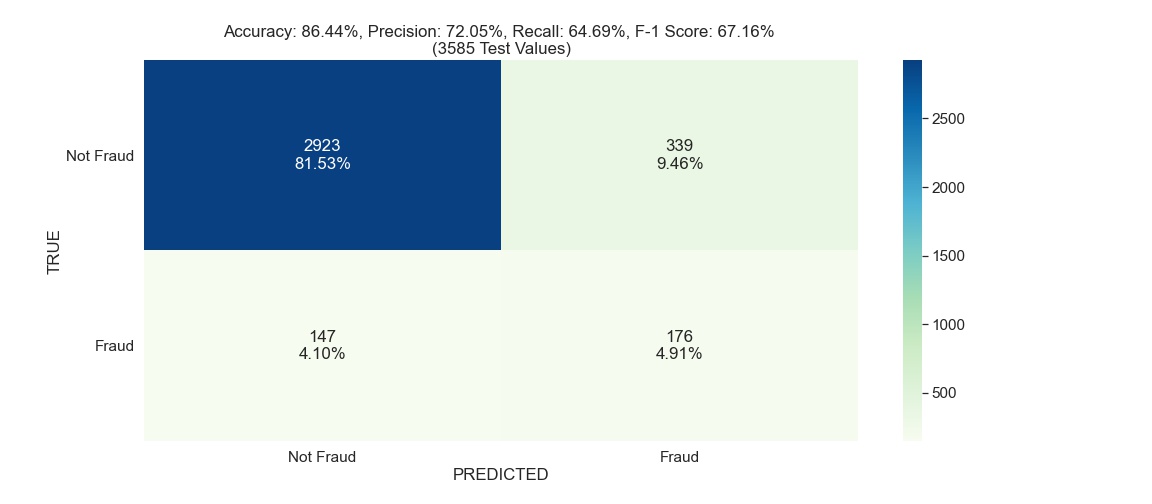 Accuracy: 86.44%, Precision: 72.05%, Recall: 64.69%, F-1 Score: 67.16%
(3585 Test Values)
TRUE
Not Fraud
2923
81.53%
339
9.46%
Fraud
147
4.10%
176
4.91%
Not Fraud
Fraud
PREDICTED
2500
2000
1500
1000
500